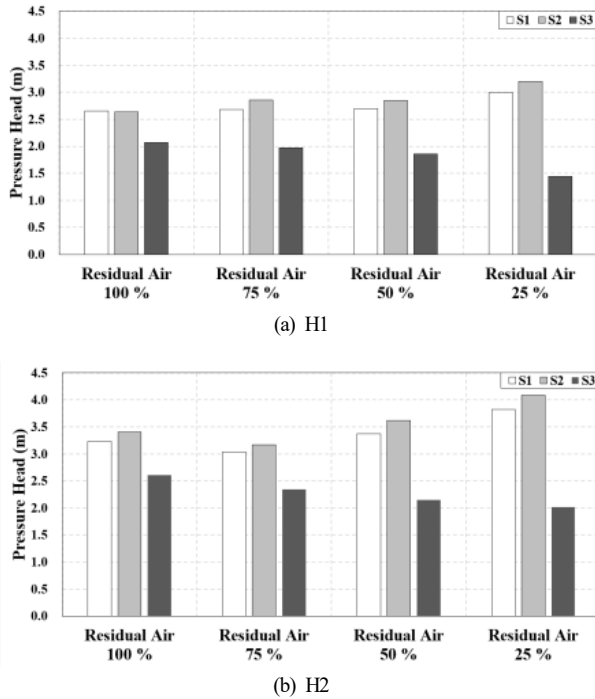 4.5
S1 S2 S3
4.0
3.5
3.0
2.5
2.0
1.5
1.0
0.5
0.0
Pressure Head (m)
Residual Air Residual Air Residual Air Residual Air
100 % 75 % 50 % 25 %
(a) H1
4.5
S1 S2 S3
4.0
3.5
3.0
2.5
2.0
1.5
1.0
0.5
0.0
Pressure Head (m)
Residual Air Residual Air Residual Air Residual Air
100 % 75 % 50 % 25 %
(b) H2